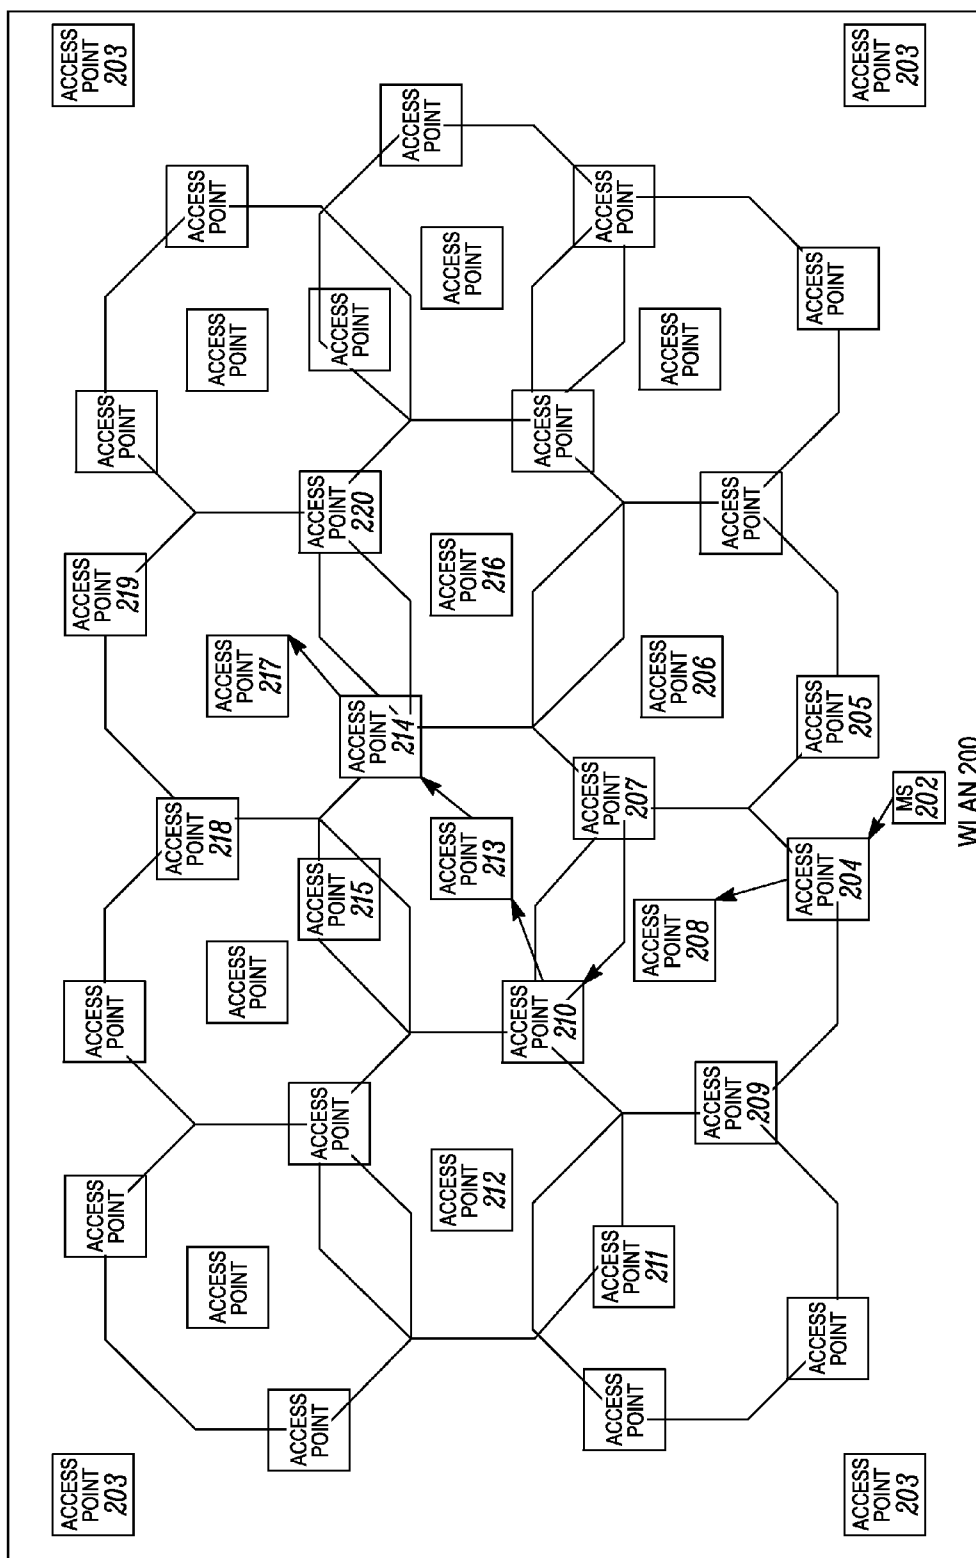 ACCESS
POINT
203
ACCESS
POINT
203
ACCESS
POINT
ACCESS
POINT
ACCESS
POINT
219
ACCESS
POINT
ACCESS
POINT
218
ACCESS
POINT
ACCESS
POINT
ACCESS
POINT
ACCESS
POINT
217
ACCESS
POINT
ACCESS
POINT
ACCESS
POINT
ACCESS
POINT
215
ACCESS
POINT
220
ACCESS
POINT
ACCESS
POINT
214
ACCESS
POINT
ACCESS
POINT
212
ACCESS
POINT
213
ACCESS
POINT
216
ACCESS
POINT
ACCESS
POINT
210
ACCESS
POINT
ACCESS
POINT
ACCESS
POINT
211
ACCESS
POINT
207
ACCESS
POINT
ACCESS
POINT
208
ACCESS
POINT
206
ACCESS
POINT
ACCESS
POINT
209
ACCESS
POINT
ACCESS
POINT
ACCESS
POINT
204
ACCESS
POINT
205
ACCESS
POINT
ACCESS
POINT
203
MS
202
ACCESS
POINT
203
WLAN 200